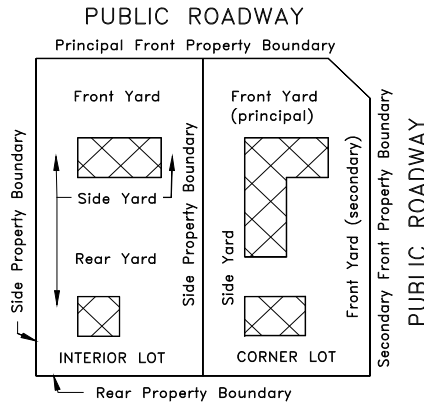 PUBLIC ROADWAY
Principal Front Property Boundary
Front Yard
Front Yard
(principal)
Side Property Boundary
Side Yard
Side Property Boundary
Side Yard
Front Yard (secondary)
Secondary Front Property Boundary
PUBLIC ROADWAY
Rear Yard
INTERIOR LOT
CORNER LOT
Rear Property Boundary